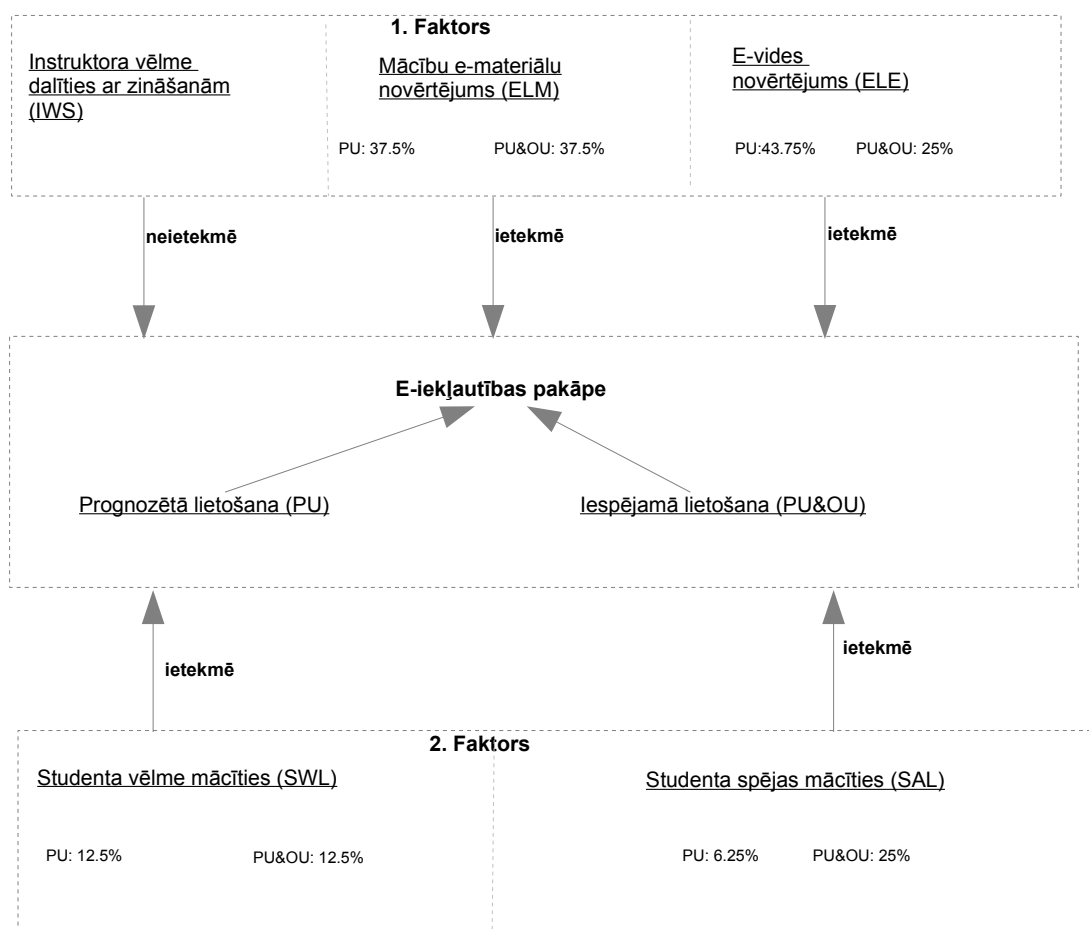 1. Faktors
Instruktora vēlme
dalīties ar zināšanām
(IWS)
Mācību e-materiālu
novērtējums (ELM)
E-vides
novērtējums (ELE)
PU: 37.5%
PU&OU: 37.5%
PU:43.75%
PU&OU: 25%
neietekmē
ietekmē
ietekmē
E-iekļautības pakāpe
Prognozētā lietošana (PU)
Iespējamā lietošana (PU&OU)
ietekmē
ietekmē
2. Faktors
Studenta vēlme mācīties (SWL)
Studenta spējas mācīties (SAL)
PU: 12.5%
PU&OU: 12.5%
PU: 6.25%
PU&OU: 25%